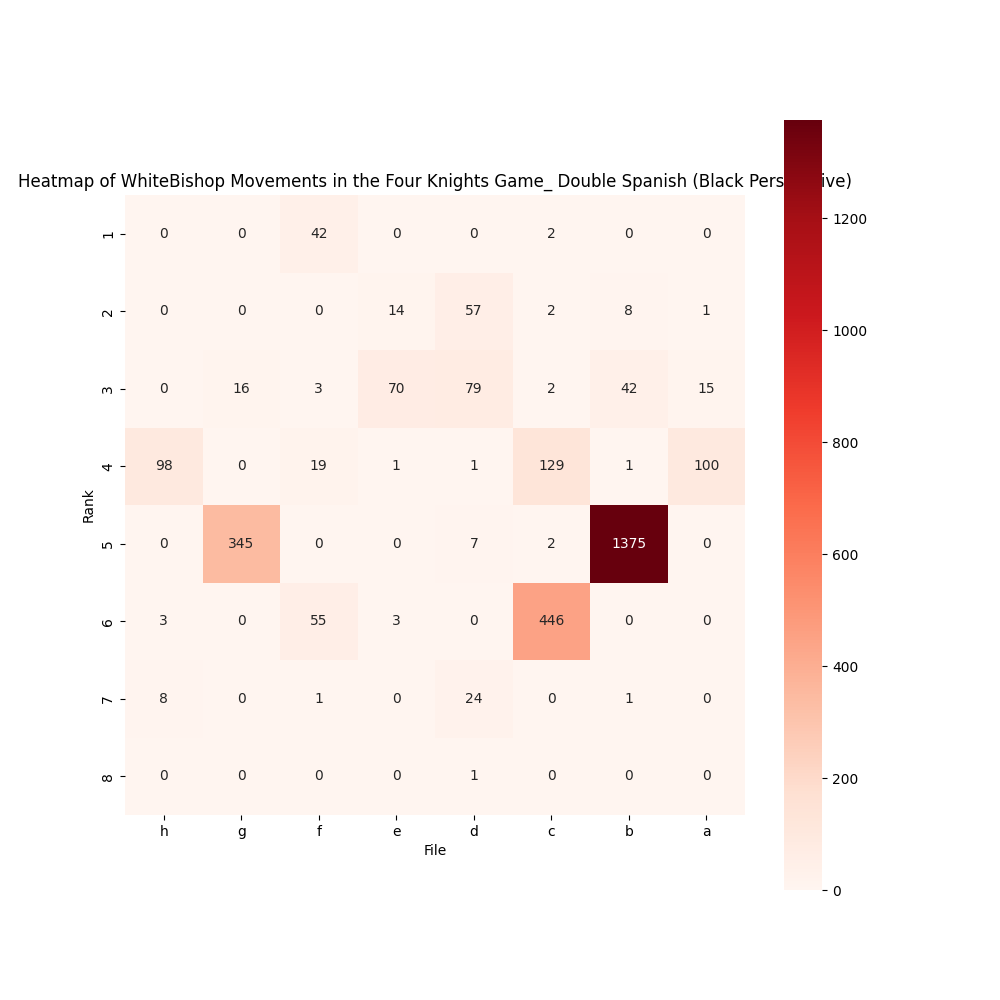 Heatmap of WhiteBishop Movements in the Four Knights Game_ Double Spanish (Black Pers ive)
1 0 0 42 0 0 2 0 0
2 0 0 0 14 57 2 8 1
3 0 16 3 70 79 2 42 15
4 98 0 19 1 1 129 1 100
5 0 345 0 0 7 2 1375 0
6 3 0 55 3 0 446 0 0
7 8 0 1 0 24 0 1 0
8 0 0 0 0 1 0 0 0
h g f e d c b a
File
Rank
1200
1000
800
600
400
200
0